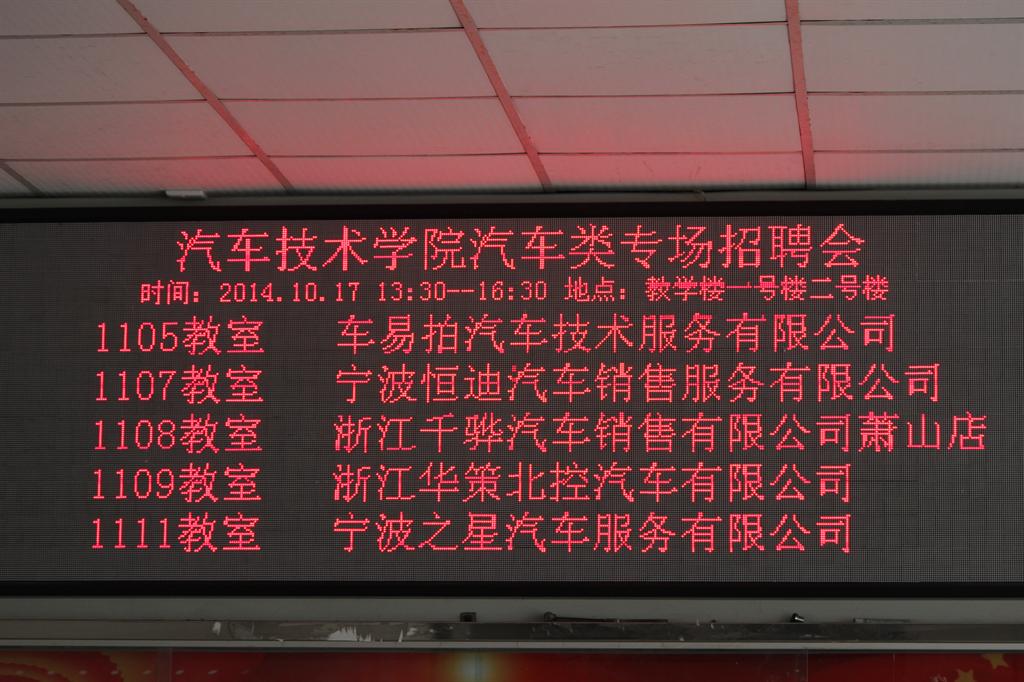 汽车技术学院汽车类专场招聘会
时间：2014.10.17 13:30--16:30 地点：教学楼一号楼二号楼
1105教室 车易拍汽车技术服务有限公司
1107教室 宁波恒迪汽车销售服务有限公司
1108教室 浙江千骅汽车销售有限公司萧山店
1109教室 浙江华策北控汽车有限公司
1111教室 宁波之星汽车服务有限公司